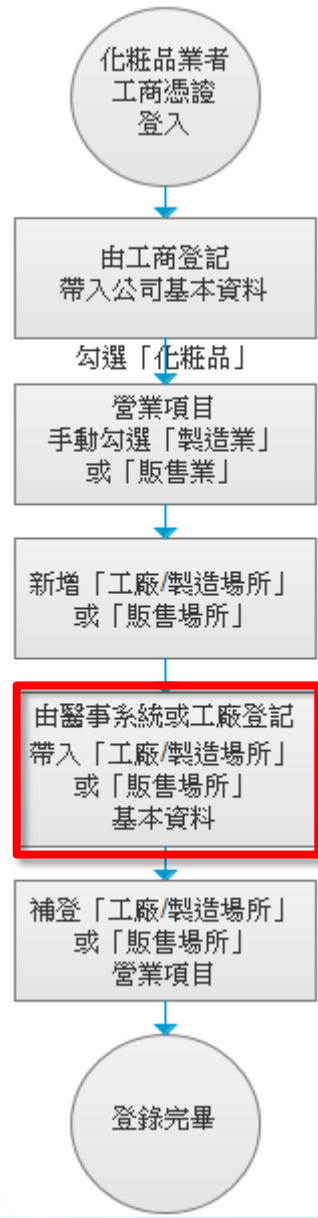 化粧品業者
工商憑證
登入
由工商登記
帶入公司基本資料
勾選「化粧品」
營業項目
手動勾選「製造業」
或「販售業」
新增「工廠/製造場所」
或「販售場所」
由醫事系統或工廠登記
帶入「工廠/製造場所」
或「販售場所」
基本資料
補登「工廠/製造場所」
或「販售場所」
營業項目
登錄完畢